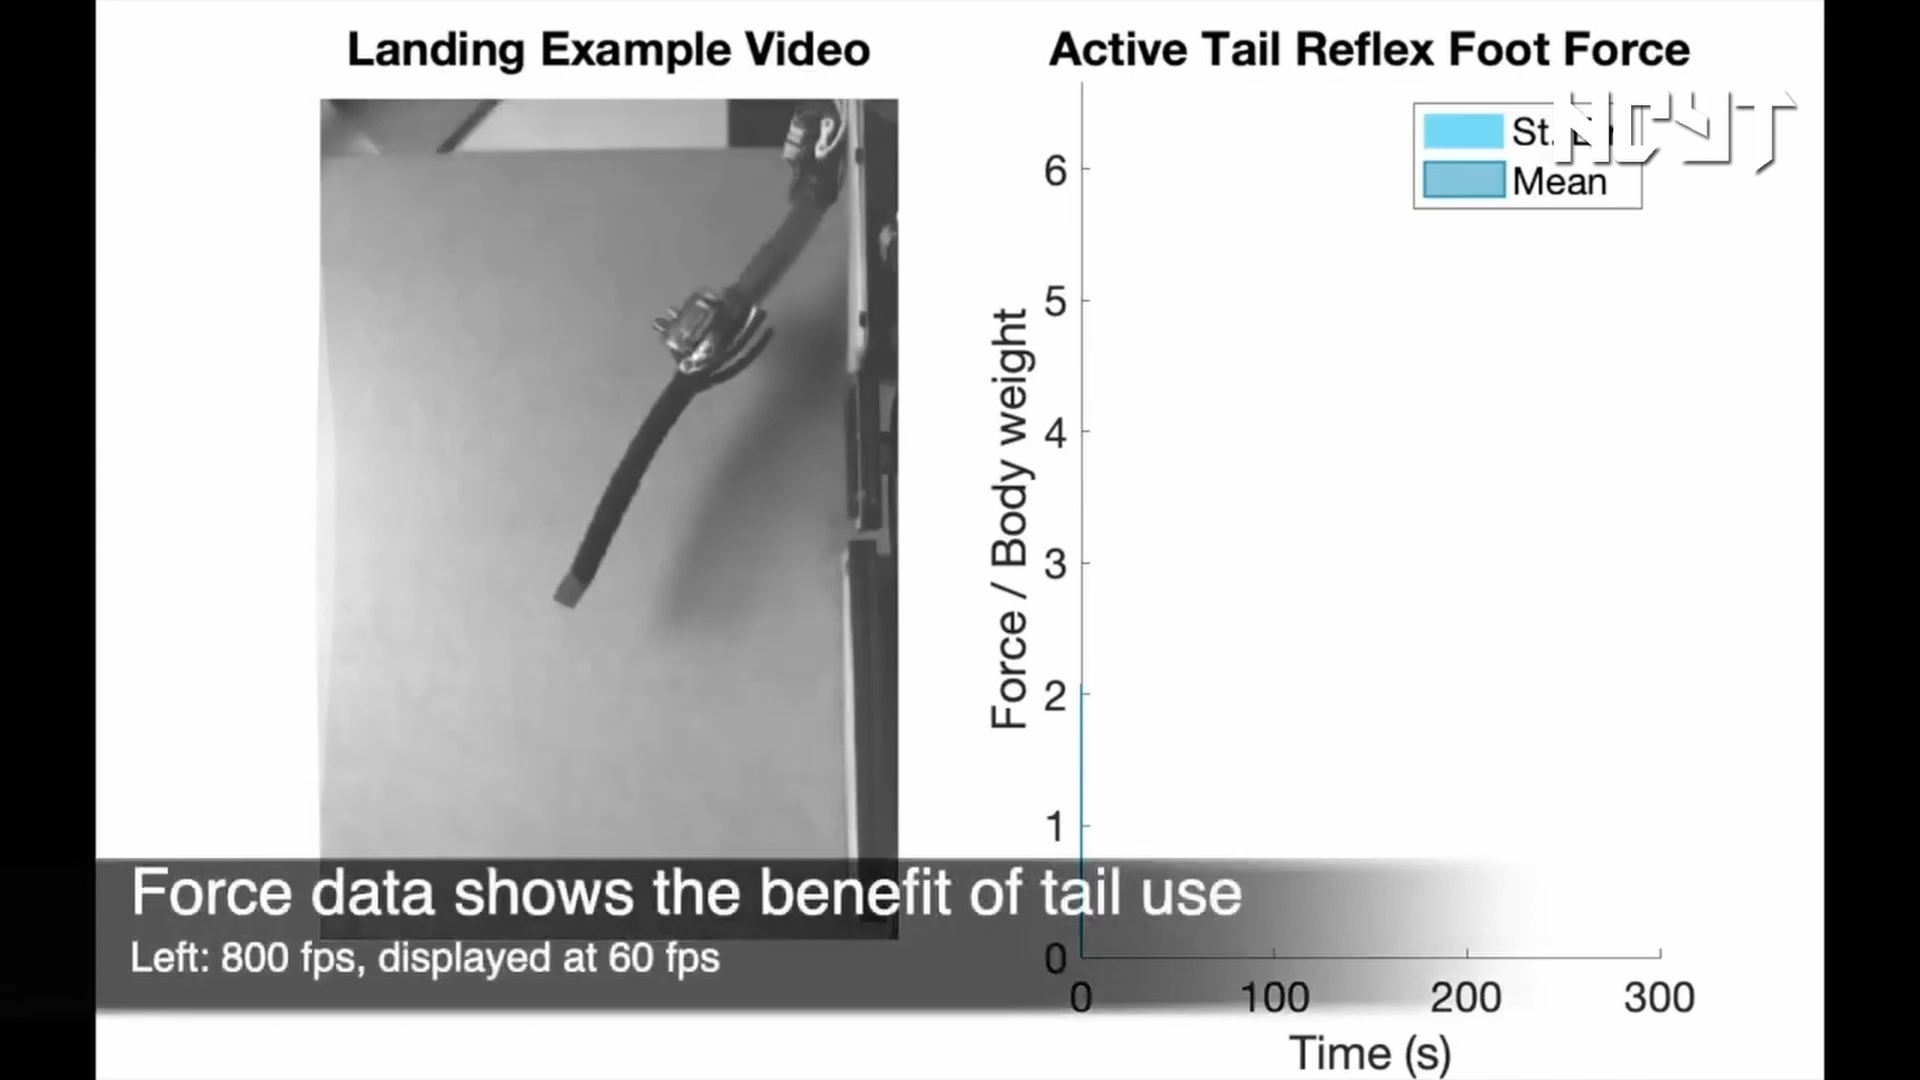 Landing Example Video
Active Tail Reflex Foot Force
NCYT
St.
Mean
6
5
4
3
2
1
0
Force / Body weight
0 100 200 300
Time (s)
Force data shows the benefit of tail use
Left: 800 fps, displayed at 60 fps